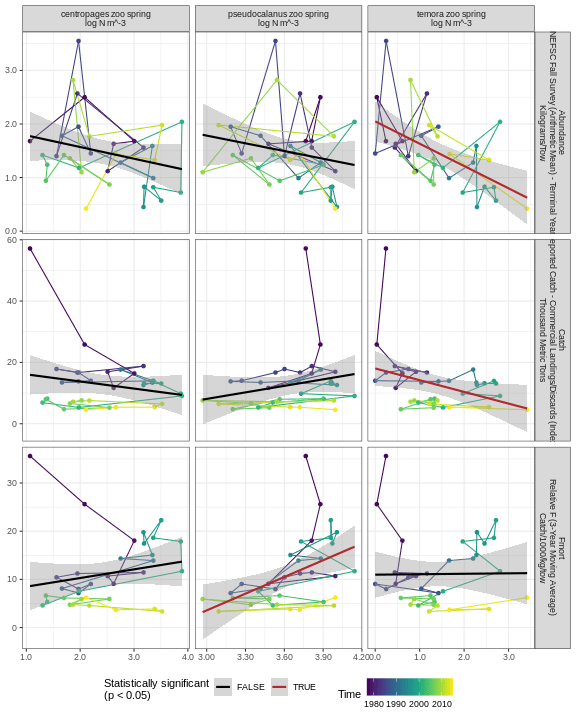 centropages zoo spring
log N m^-3
pseudocalanus zoo spring
log N m^-3
temora zoo spring
log N m^-3
3.0
2.0
1.0
0.0
Abundance
NEFSC Fall Survey (Arithmetic Mean) - Terminal Year
Kilograms/tow
60
40
20
0
Catch
eported Catch - Commercial Landings/Discards (Inde
Thousand Metric Tons
30
20
10
0
Fmort
Relative F (3-Year Moving Average)
Catch/1000/kg/tow
1.0 2.0 3.0 4.0
3.00 3.30 3.60 3.90 4.20
0.0 1.0 2.0 3.0
Statistically significant
(p < 0.05)
FALSE
TRUE
Time
1980 1990 2000 2010